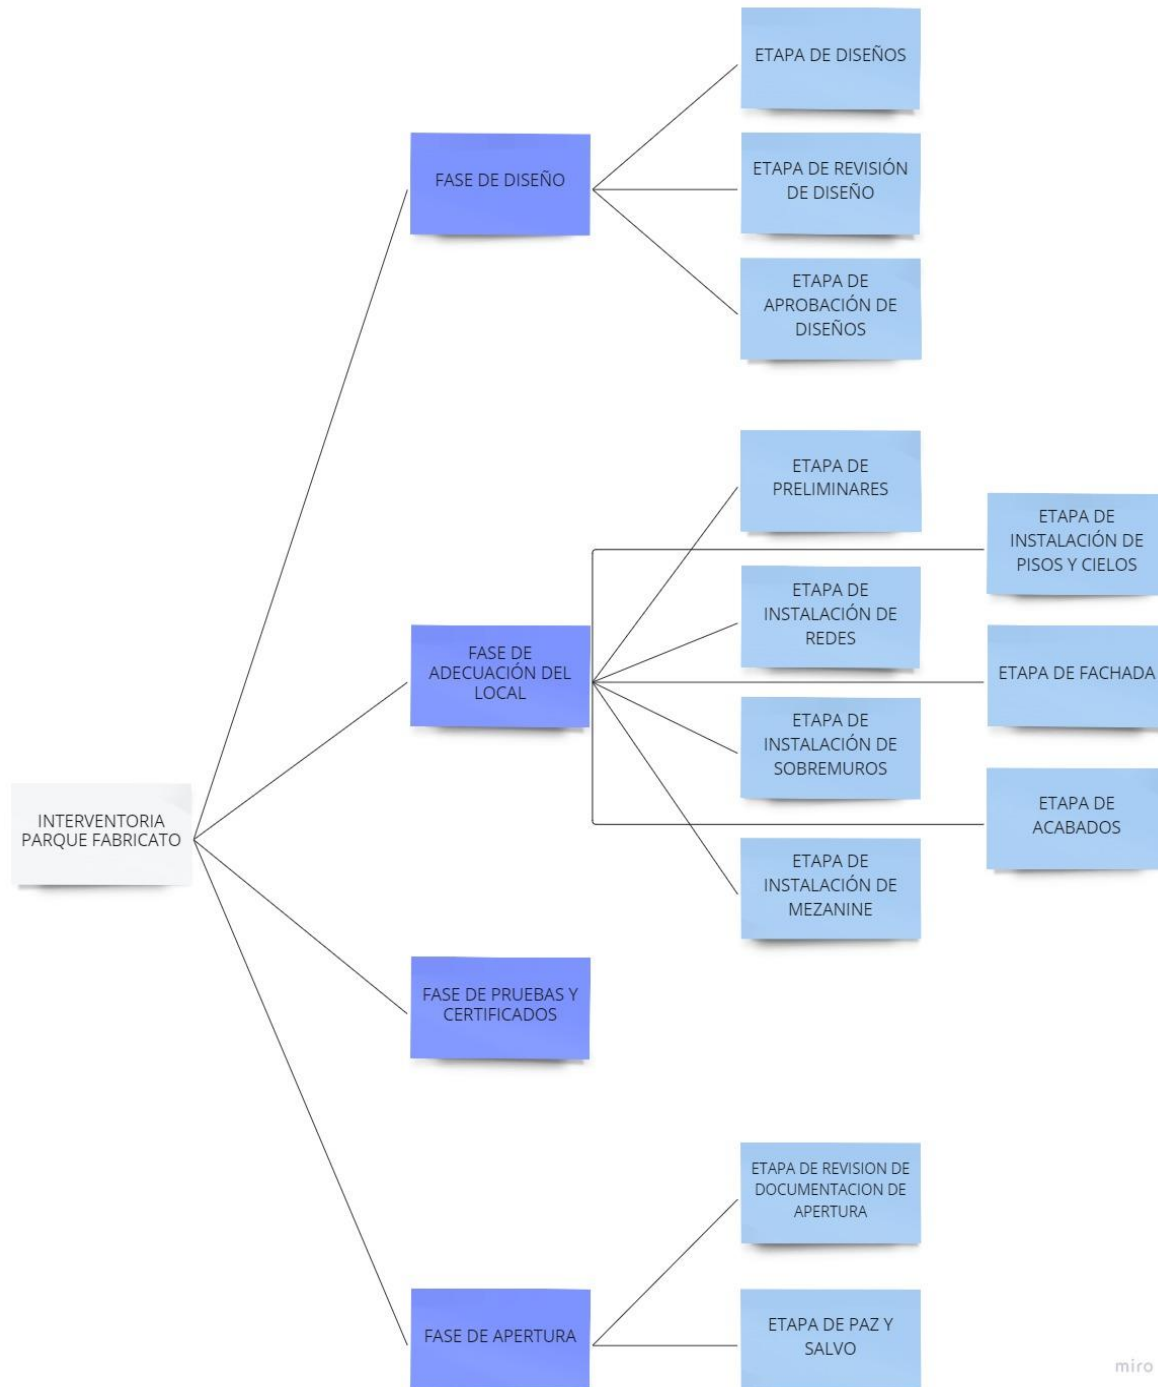 ETAPA DE DISEÑOS
FASE DE DISEÑO
ETAPA DE REVISIÓN
DE DISEÑO
ETAPA DE
APROBACIÓN DE
DISEÑOS
ETAPA DE
PRELIMINARES
ETAPA DE
INSTALACIÓN DE
PISOS Y CIELOS
ETAPA DE
INSTALACIÓN DE
REDES
FASE DE
ADECUACIÓN DEL
LOCAL
ETAPA DE FACHADA
ETAPA DE
INSTALACIÓN DE
SOBREMUROS
ETAPA DE
ACABADOS
INTERVENTORIA
PARQUE FABRICATO
ETAPA DE
INSTALACIÓN DE
MEZANINE
FASE DE PRUEBAS Y
CERTIFICADOS
ETAPA DE REVISION DE
DOCUMENTACION DE
APERTURA
FASE DE APERTURA
ETAPA DE PAZ Y
SALVO
miro